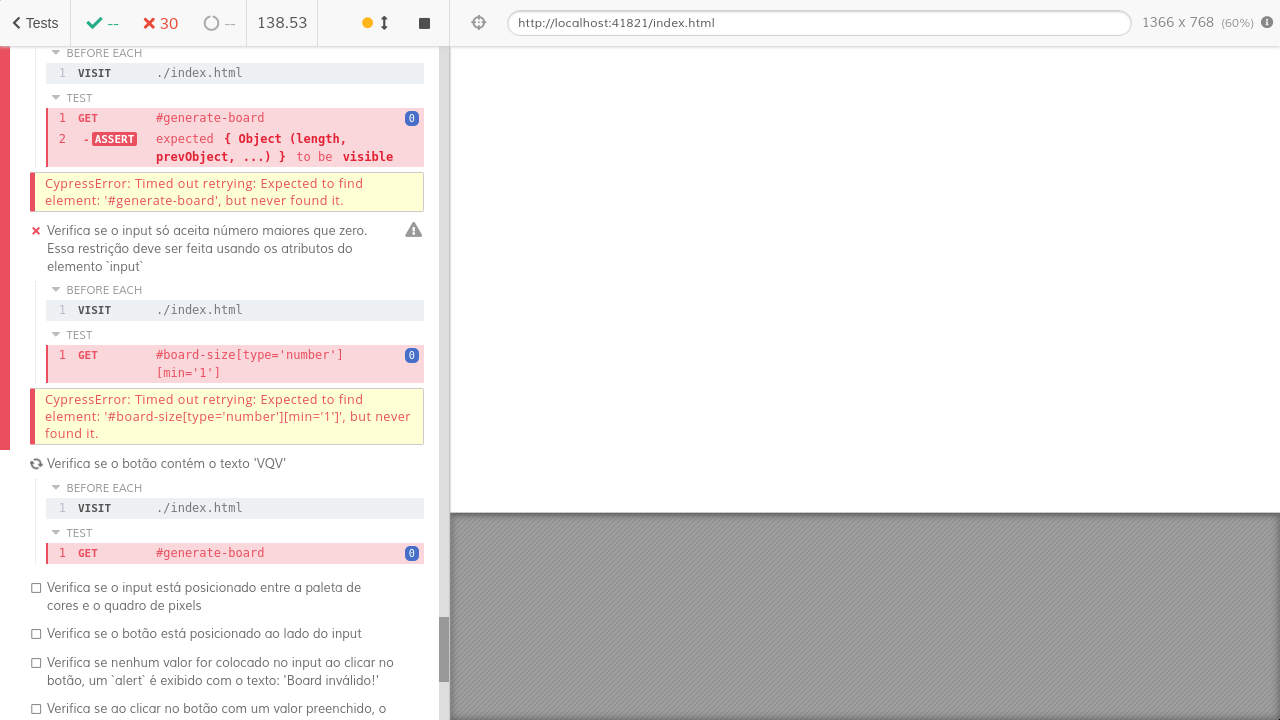 Tests -- 30 -- 138.53 http://localhost:41821/index.html 1366 x 768 (60%)
BEFORE EACH
1 VISIT ./index.html
TEST
1 GET #generate-board 0
2 -ASSERT expected { Object (length,
prevObject, ...) } to be visible
CypressError: Timed out retrying: Expected to find
element: '#generate-board', but never found it.
Verifica se o input só aceita número maiores que zero.
Essa restrição deve ser feita usando os atributos do
elemento `input`
BEFORE EACH
1 VISIT ./index.html
TEST
1 GET #board-size[type='number'] 0
[min='1']
CypressError: Timed out retrying: Expected to find
element: '#board-size[type='number'][min='1']', but never
found it.
Verifica se o botão contém o texto 'VQV'
BEFORE EACH
1 VISIT ./index.html
TEST
1 GET #generate-board 0
Verifica se o input está posicionado entre a paleta de
cores e o quadro de pixels
Verifica se o botão está posicionado ao lado do input
Verifica se nenhum valor for colocado no input ao clicar no
botão, um `alert` é exibido com o texto: 'Board inválido!'
Verifica se ao clicar no botão com um valor preenchido, o